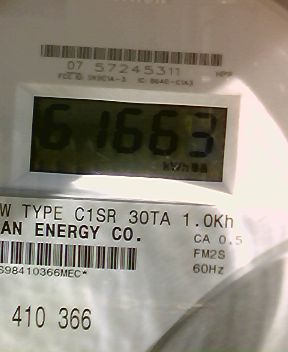 07 57245311
61663
kWh
W TYPE C1SR 30TA 1.0Kh
AN ENERGY CO.
CA 0.5
FM2S
60Hz
S98410366MEC*
410 366